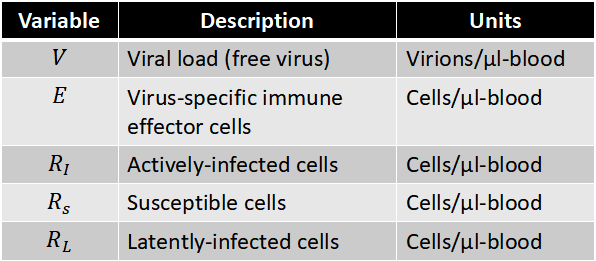 Variable Description Units
V Viral load (free virus) Virions/µl-blood
E Virus-specific immune Cells/µl-blood
effector cells
R_I Actively-infected cells Cells/µl-blood
R_s Susceptible cells Cells/µl-blood
R_L Latently-infected cells Cells/µl-blood